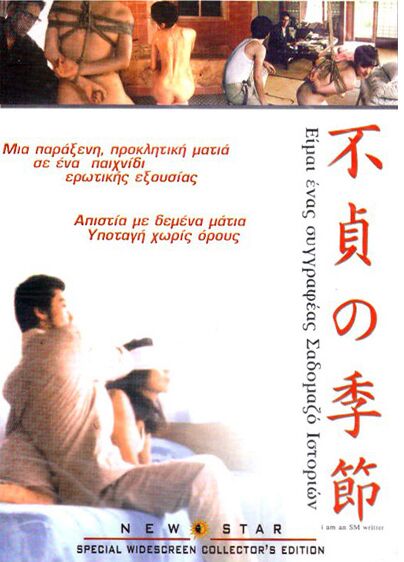 Μια παράξενη, προκλητική ματιά
σε ένα παιχνίδι
ερωτικής εξουσίας
Απιστία με δεμένα μάτια
Υποταγή χωρίς όρους
不貞の季節
Είμαι ένας συγγραφέας Σαδομαζό Ιστοριών
i am an SM writter
NEW STAR
SPECIAL WIDESCREEN COLLECTOR'S EDITION